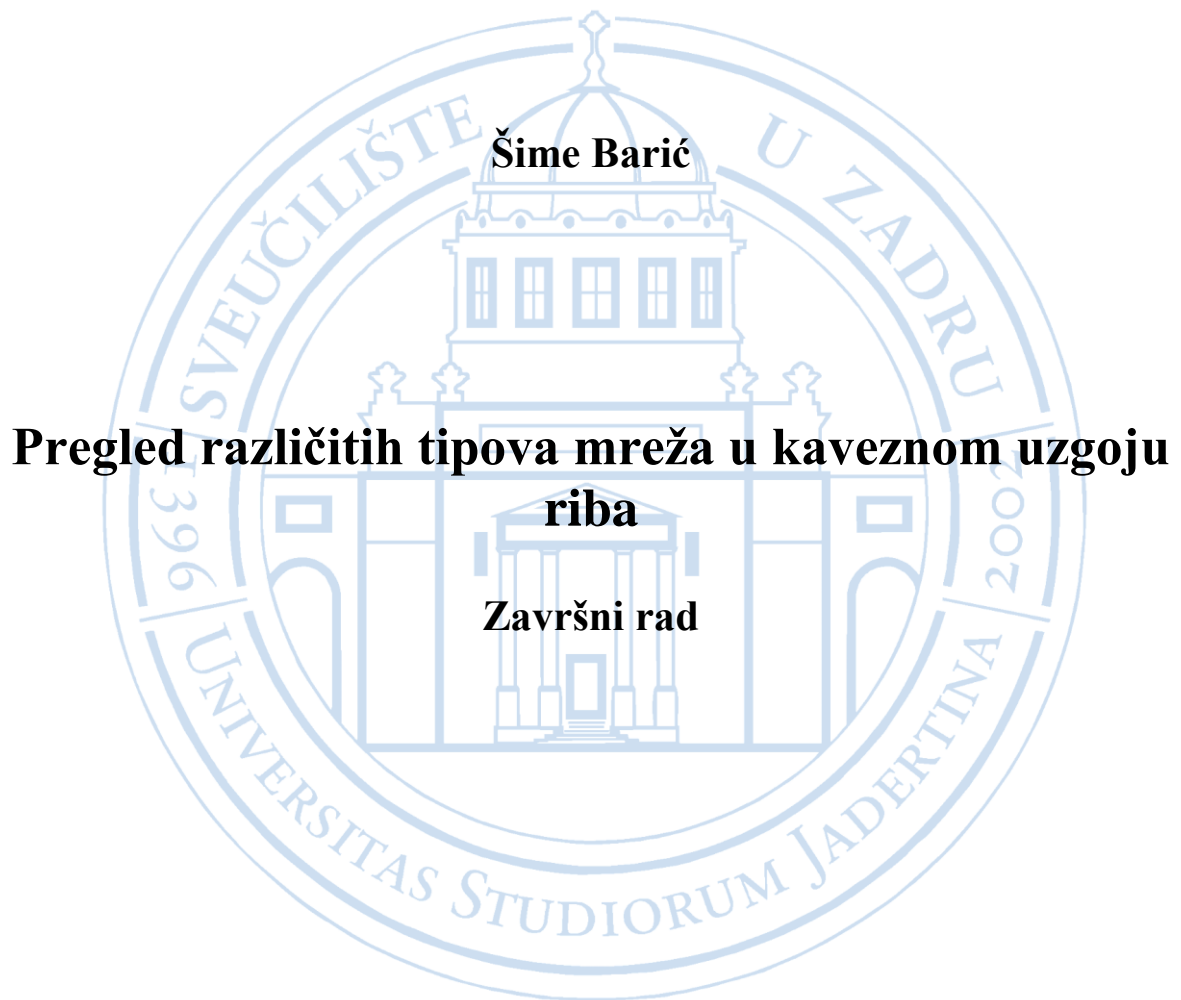 Šime Barić
Pregled različitih tipova mreža u kaveznom uzgoju
riba
Završni rad
1396 SVEUČILIŠTE U ZADRU 2002
UNIVERSITAS STUDIORUM JADERTINA